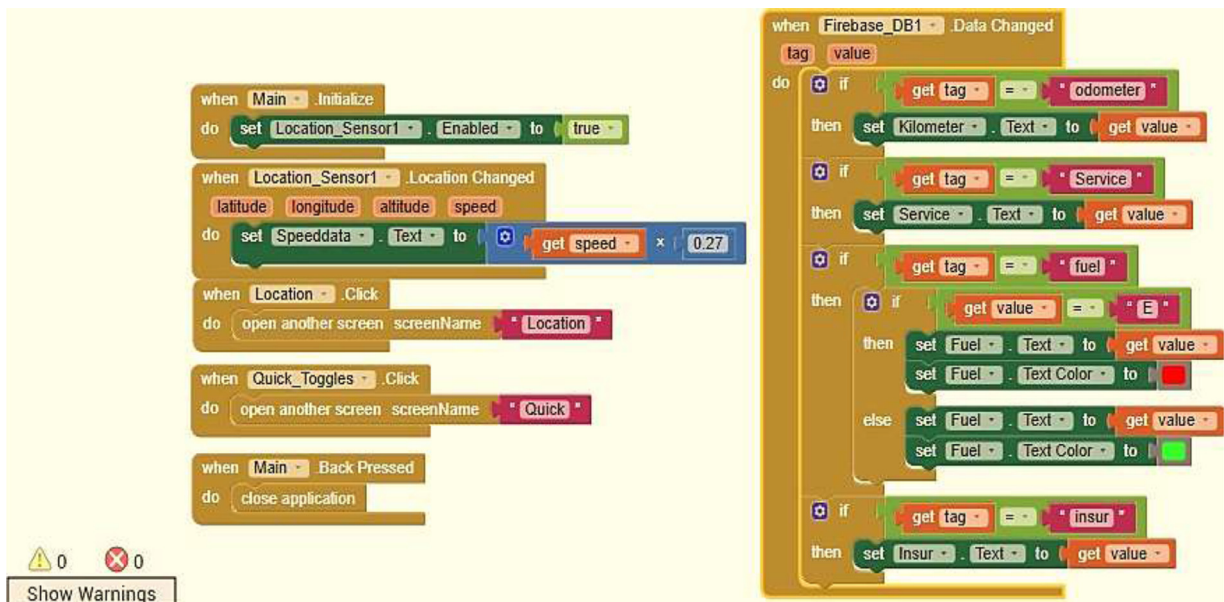 when Main .Initialize
do set Location_Sensor1 . Enabled to true
when Location_Sensor1 .Location Changed
latitude longitude altitude speed
do set Speeddata . Text to get speed × 0.27
when Location .Click
do open another screen screenName " Location "
when Quick_Toggles .Click
do open another screen screenName " Quick "
when Main .Back Pressed
do close application
0 0
Show Warnings
when Firebase_DB1 .Data Changed
tag value
do if get tag = " odometer "
then set Kilometer . Text to get value
if get tag = " Service "
then set Service . Text to get value
if get tag = " fuel "
then if get value = " E "
then set Fuel . Text to get value
set Fuel . Text Color to
else set Fuel . Text to get value
set Fuel . Text Color to
if get tag = " insur "
then set Insur . Text to get value